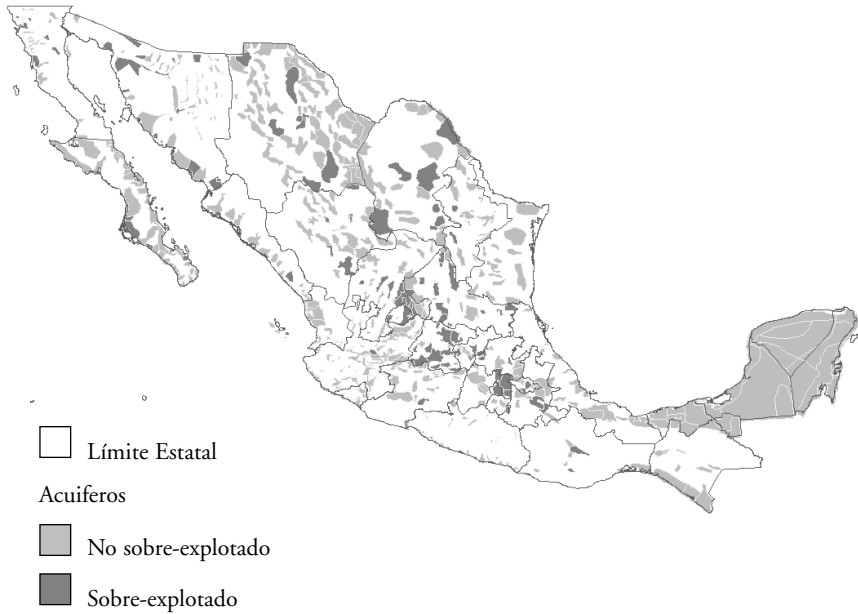 Límite Estatal
Acuiferos
No sobre-explotado
Sobre-explotado